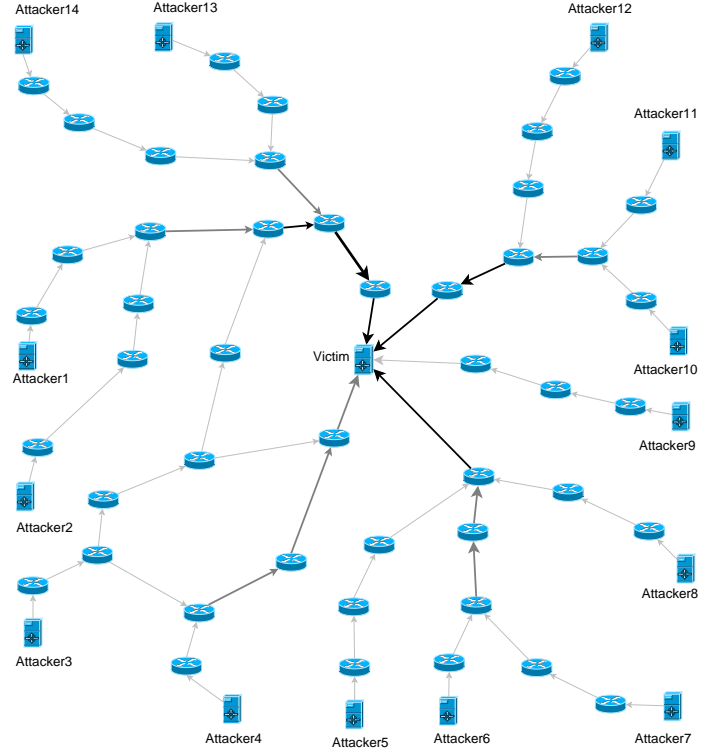 Attacker14
Attacker13
Attacker12
Attacker11
Attacker1
Victim
Attacker10
Attacker9
Attacker2
Attacker8
Attacker3
Attacker4
Attacker5
Attacker6
Attacker7